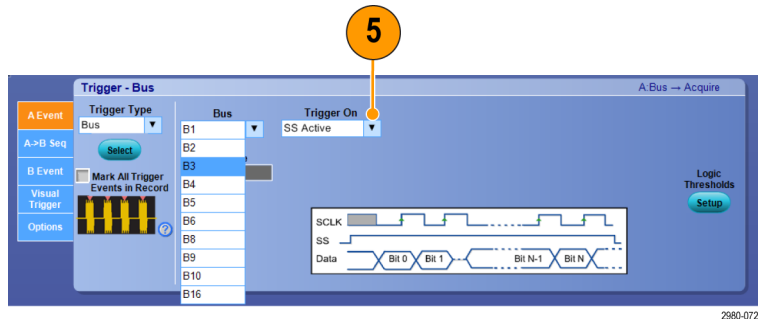 5
Trigger - Bus
A:Bus → Acquire
A Event
A->B Seq
B Event
Visual
Trigger
Options
Trigger Type
Bus
Select
Mark All Trigger
Events in Record
Bus
B1
B2
B3
B4
B5
B6
B8
B9
B10
B16
Trigger On
SS Active
SCLK
SS
Data
Bit 0
Bit 1
Bit N-1
Bit N
Logic
Thresholds
Setup
2980-072